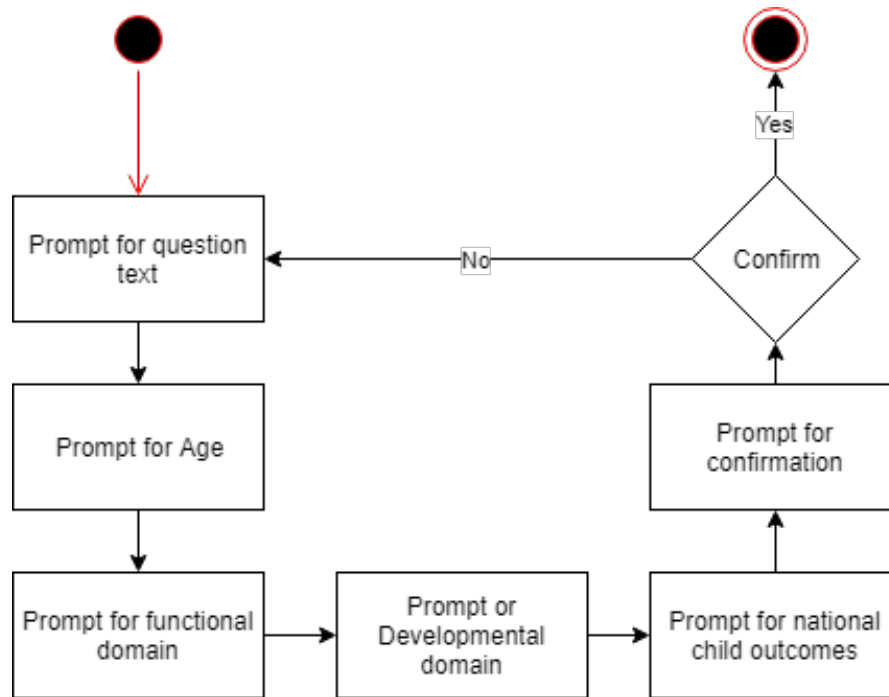 Yes
Prompt for question
text
No
Confirm
Prompt for Age
Prompt for
confirmation
Prompt for functional
domain
Prompt or
Developmental
domain
Prompt for national
child outcomes